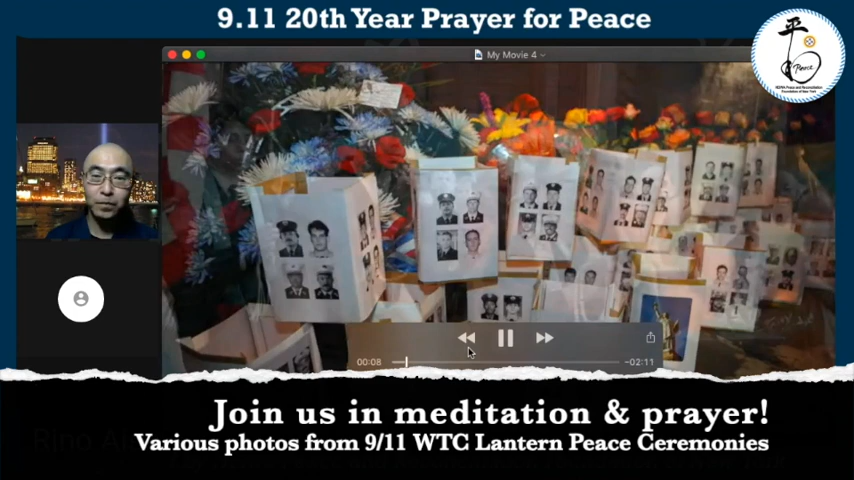 9.11 20th Year Prayer for Peace
My Movie 4
平
Peace
00:08
-02:11
Join us in meditation & prayer!
Various photos from 9/11 WTC Lantern Peace Ceremonies